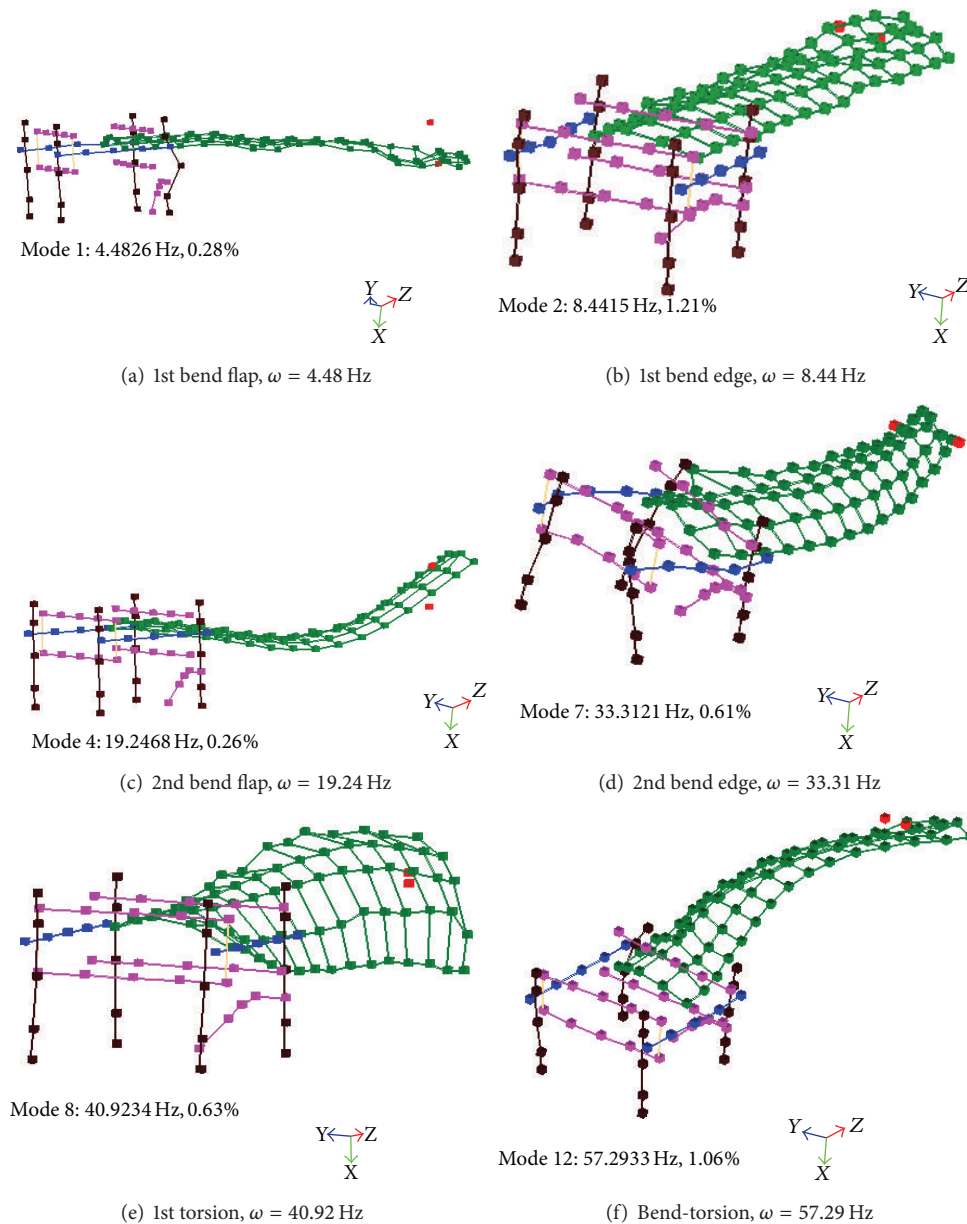 Mode 1: 4.4826 Hz, 0.28%
Y
Z
X
(a) 1st bend flap, ω = 4.48 Hz
Mode 2: 8.4415 Hz, 1.21%
Y
Z
X
(b) 1st bend edge, ω = 8.44 Hz
Mode 4: 19.2468 Hz, 0.26%
Y
Z
X
(c) 2nd bend flap, ω = 19.24 Hz
Mode 7: 33.3121 Hz, 0.61%
Y
Z
X
(d) 2nd bend edge, ω = 33.31 Hz
Mode 8: 40.9234 Hz, 0.63%
Y
Z
X
(e) 1st torsion, ω = 40.92 Hz
Mode 12: 57.2933 Hz, 1.06%
Y
Z
X
(f) Bend-torsion, ω = 57.29 Hz